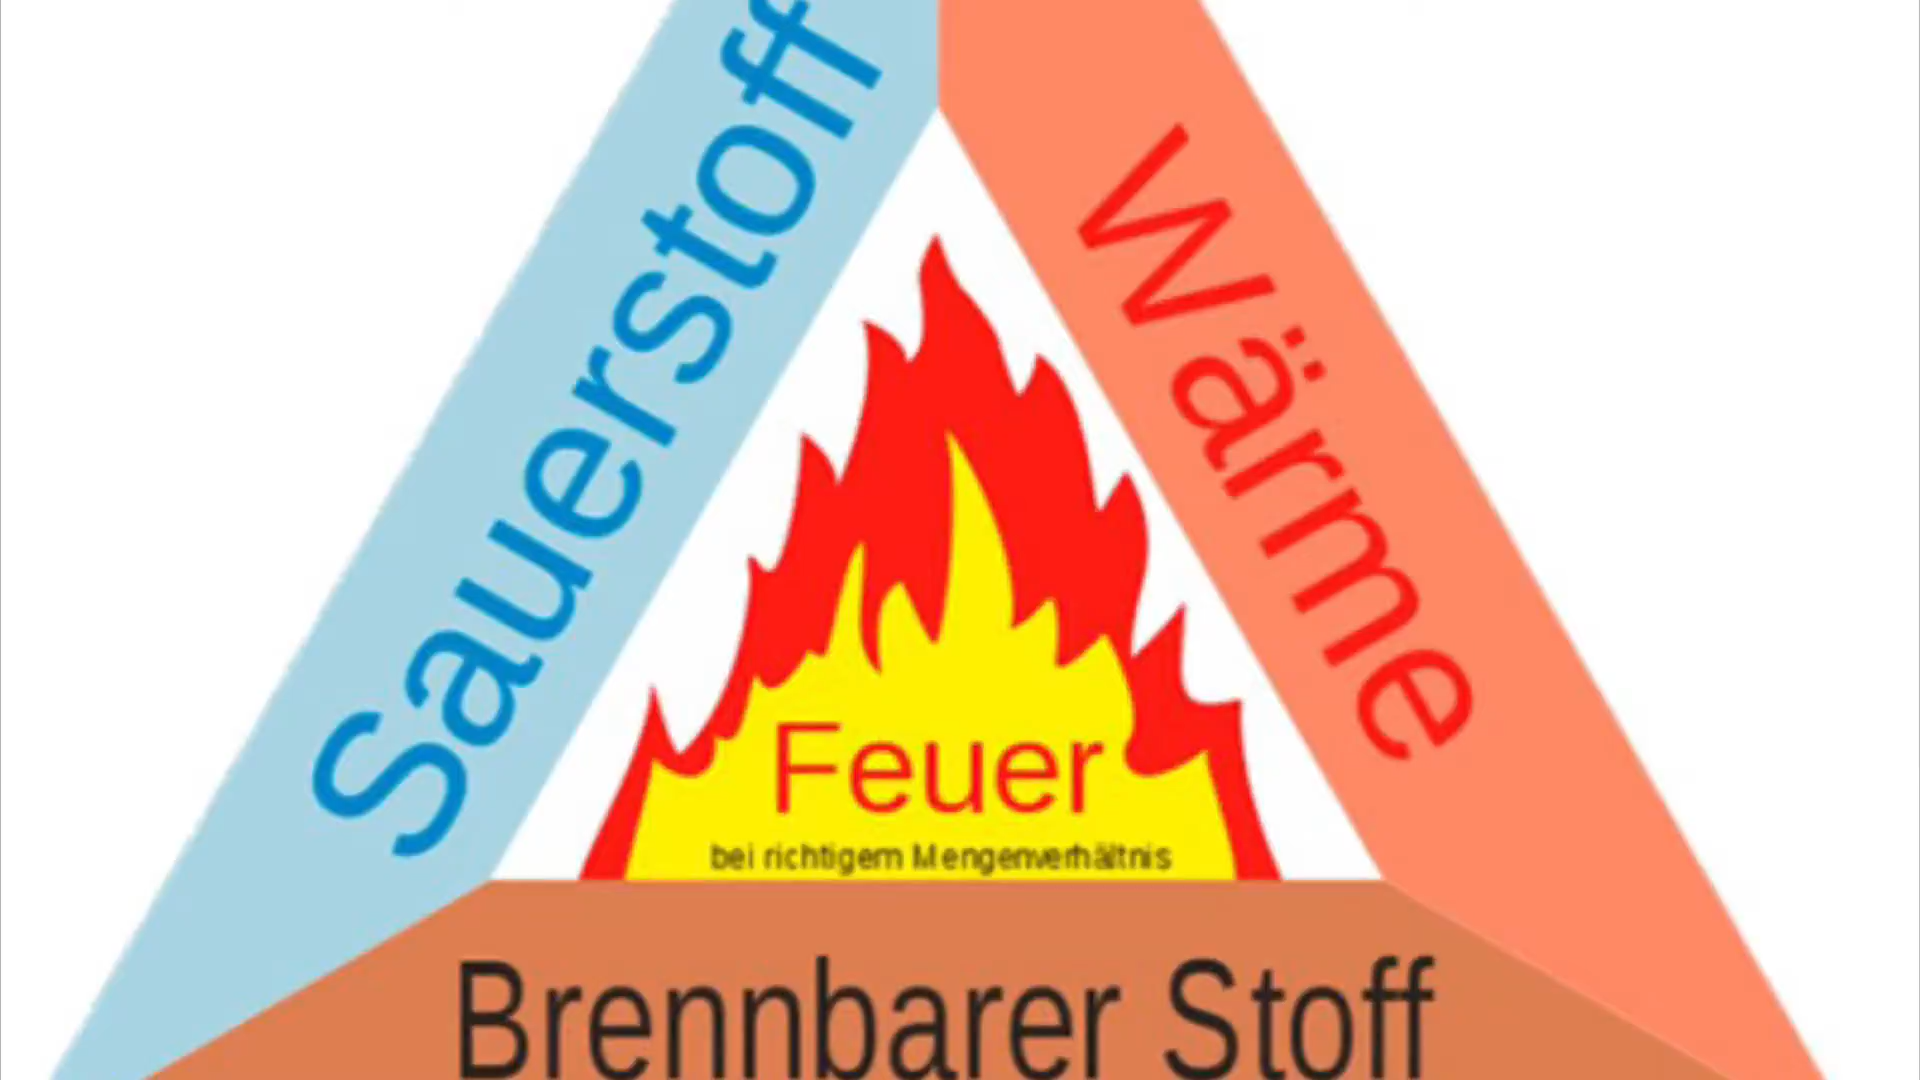 Sauerstoff
Wärme
Feuer
bei richtigem Mengenverhältnis
Brennbarer Stoff